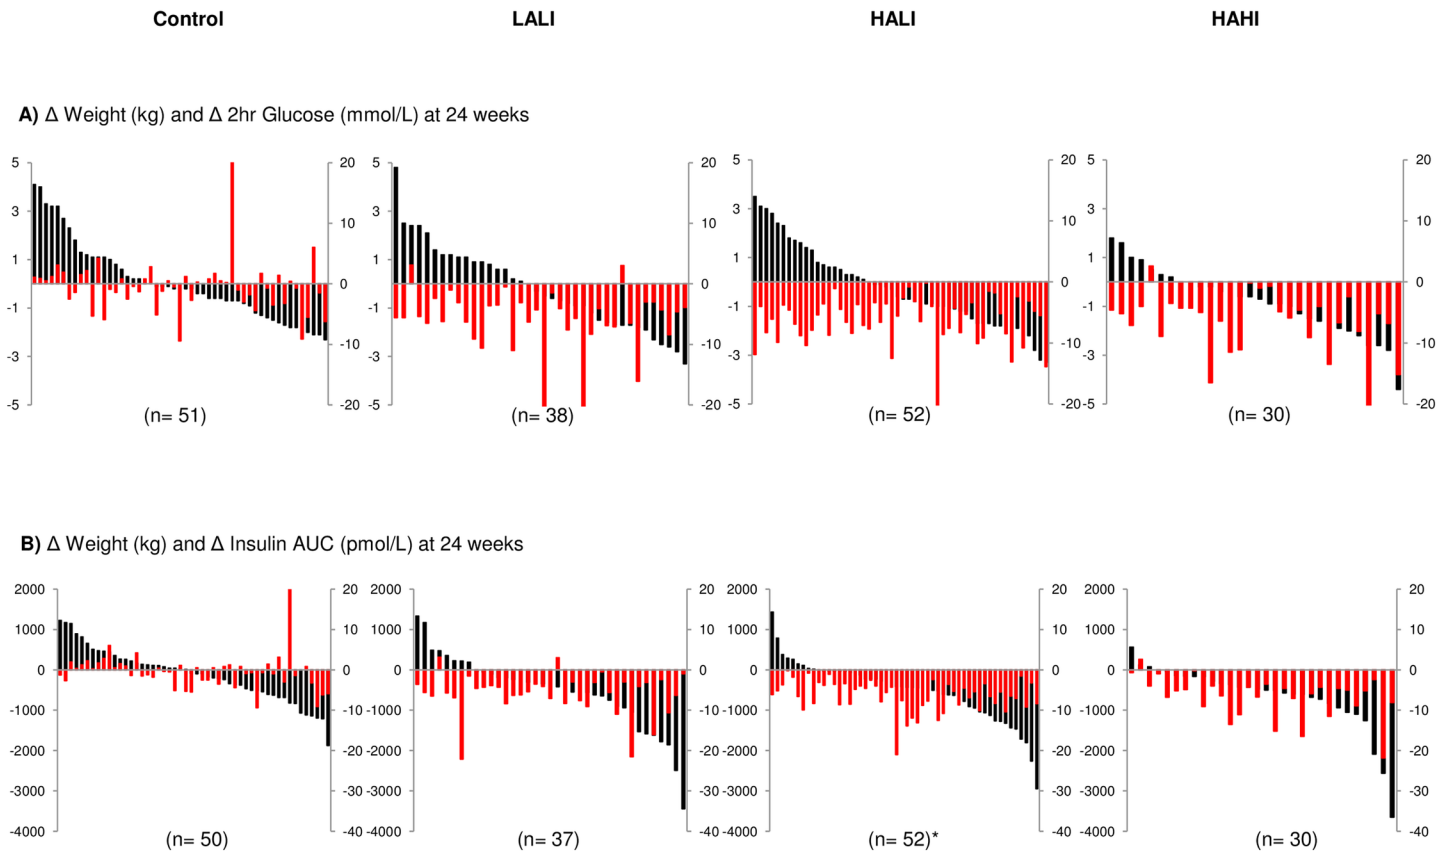 Control LALI HALI HAHI
A) Δ Weight (kg) and Δ 2hr Glucose (mmol/L) at 24 weeks
5 20 5 20 5 20 5 20
3 10 3 10 3 10 3 10
1 1 1 1
0 0 0 0
-1 -1 -1 -1
-3 -10 -3 -10 -3 -10 -3 -10
-5 -20 -5 -20 -5 -20 -5 -20
(n= 51) (n= 38) (n= 52) (n= 30)
B) Δ Weight (kg) and Δ Insulin AUC (pmol/L) at 24 weeks
2000 20 2000 20 2000 20 2000 20
1000 10 1000 10 1000 10 1000 10
0 0 0 0 0 0 0 0
-1000 -10 -1000 -10 -1000 -10 -1000 -10
-2000 -20 -2000 -20 -2000 -20 -2000 -20
-3000 -30 -3000 -30 -3000 -30 -3000 -30
-4000 -40 -4000 -40 -4000 -40 -4000 -40
(n= 50) (n= 37) (n= 52)* (n= 30)